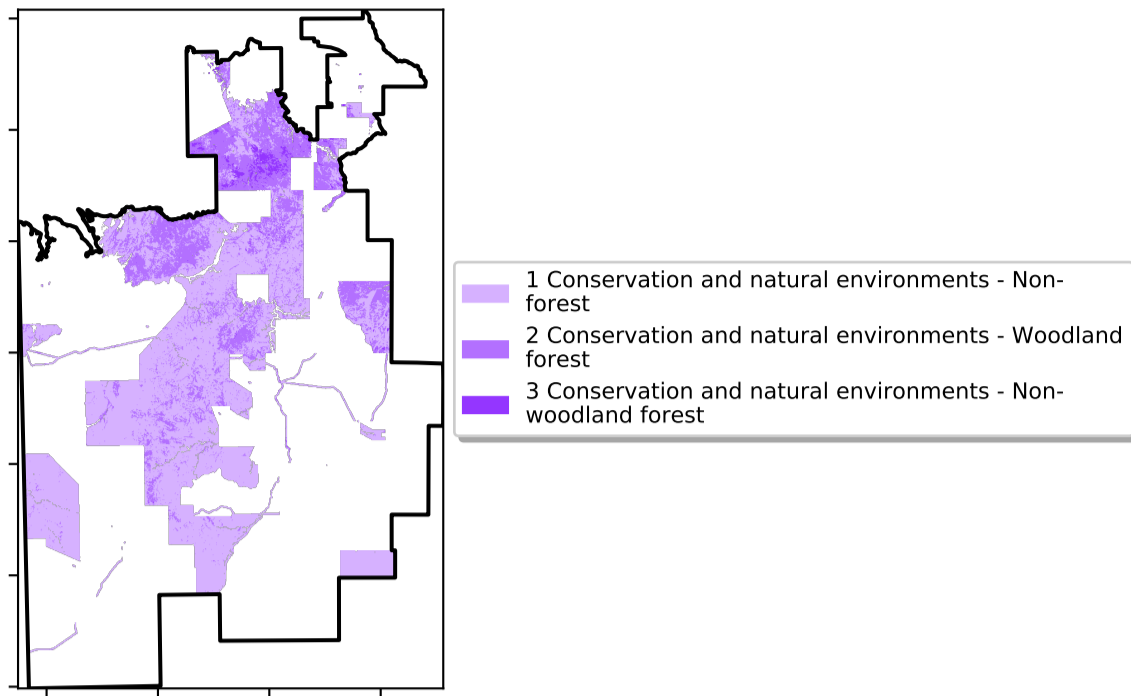 1 Conservation and natural environments - Non-
forest
2 Conservation and natural environments - Woodland
forest
3 Conservation and natural environments - Non-
woodland forest